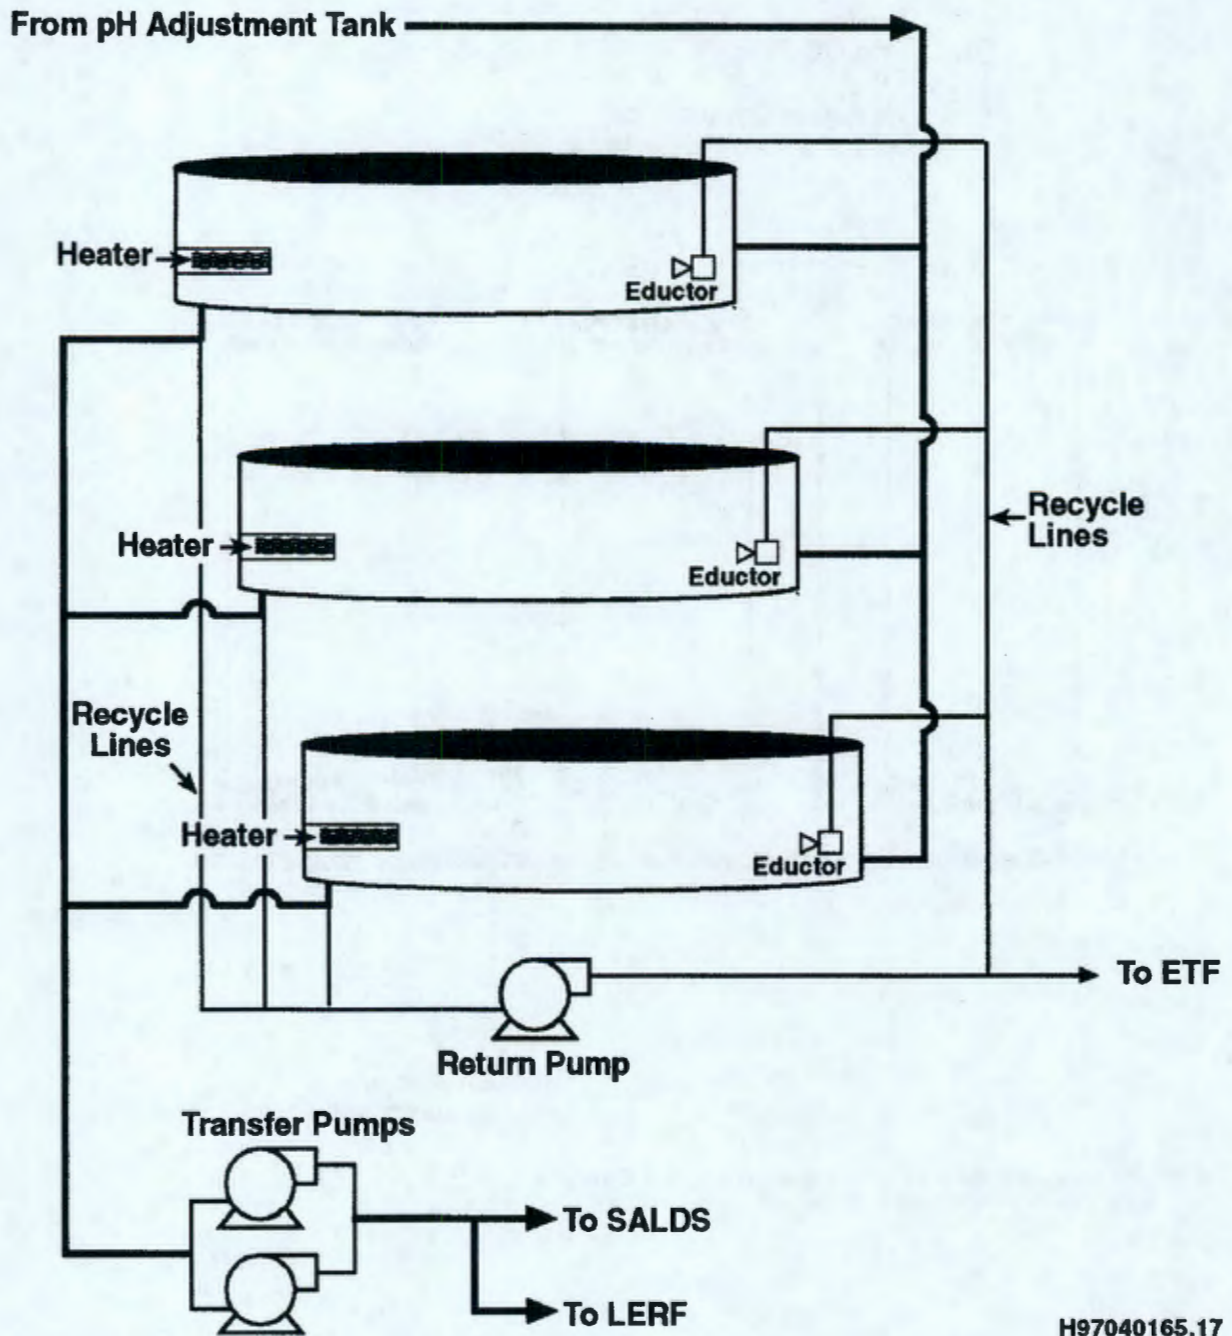 From pH Adjustment Tank
Heater
Eductor
Heater
Eductor
Recycle
Lines
Recycle
Lines
Heater
Eductor
To ETF
Return Pump
Transfer Pumps
To SALDS
To LERF
H97040165.17